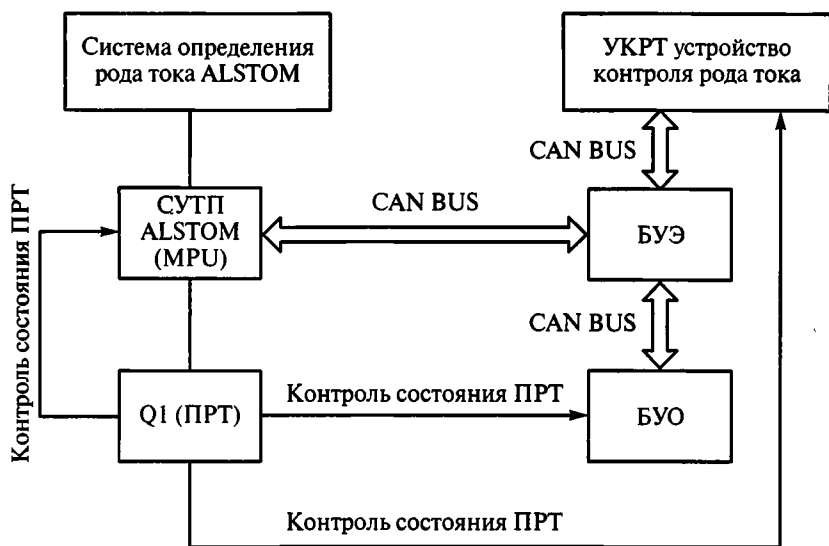 Система определения
рода тока ALSTOM
УКРТ устройство
контроля рода тока
CAN BUS
СУТП
ALSTOM
(MPU)
CAN BUS
БУЭ
Контроль состояния ПРТ
CAN BUS
Q1 (ПРТ)
Контроль состояния ПРТ
БУО
Контроль состояния ПРТ